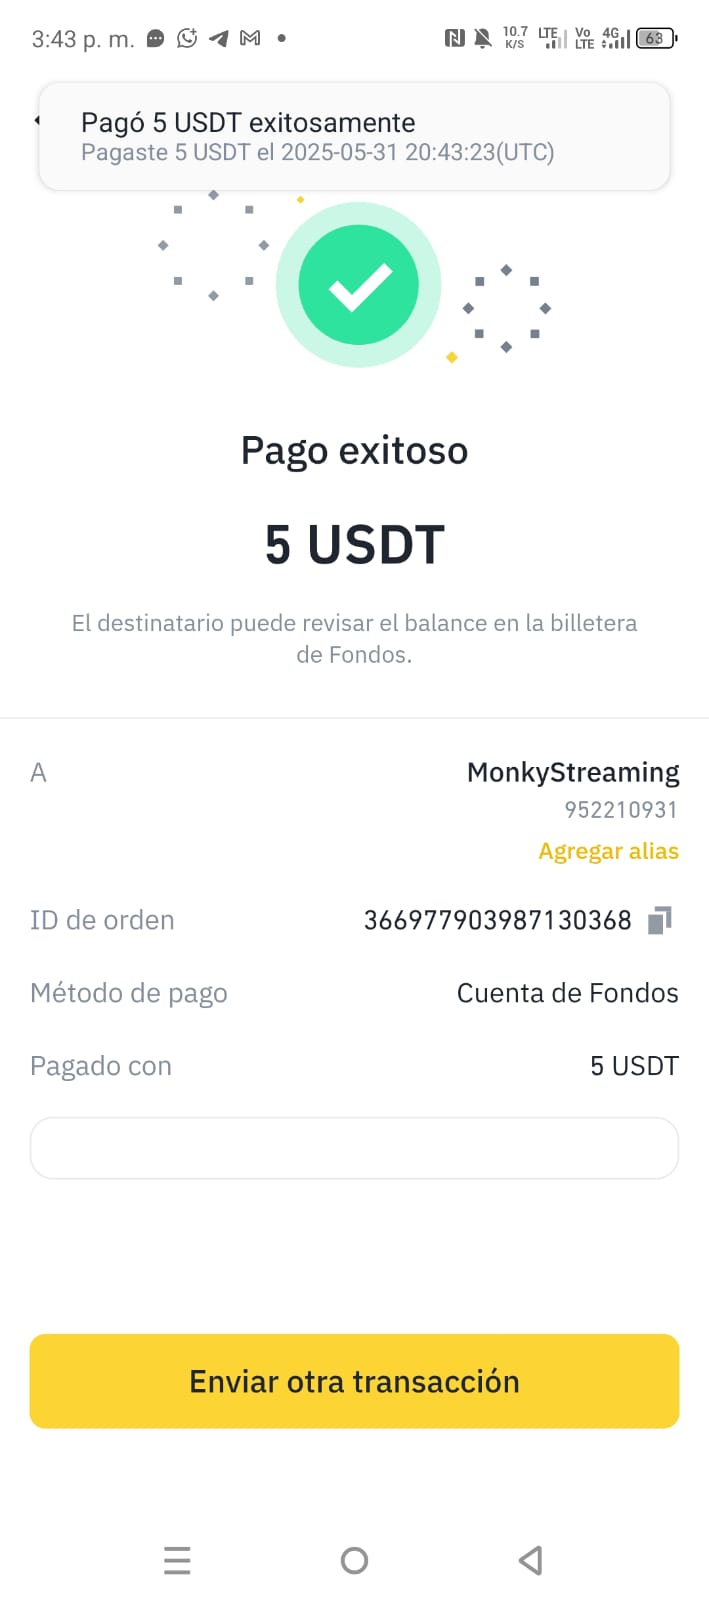 3:43 p. m.
10.7 K/S LTE Vo LTE 4G 63
Pagó 5 USDT exitosamente
Pagaste 5 USDT el 2025-05-31 20:43:23(UTC)
Pago exitoso
5 USDT
El destinatario puede revisar el balance en la billetera
de Fondos.
A
MonkyStreaming
952210931
Agregar alias
ID de orden 366977903987130368
Método de pago Cuenta de Fondos
Pagado con 5 USDT
Enviar otra transacción